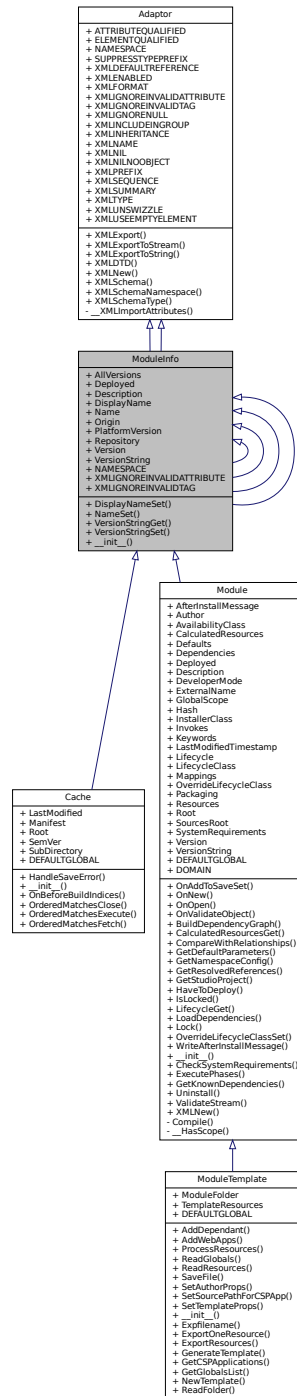 Adaptor
+ ATTRIBUTEQUALIFIED
+ ELEMENTQUALIFIED
+ NAMESPACE
+ SUPPRESSTYPEPREFIX
+ XMLDEFAULTREFERENCE
+ XMLENABLED
+ XMLFORMAT
+ XMLIGNOREINVALIDATTRIBUTE
+ XMLIGNOREINVALIDTAG
+ XMLIGNORENULL
+ XMLINCLUDEINGROUP
+ XMLINHERITANCE
+ XMLNAME
+ XMLNIL
+ XMLNILNOOBJECT
+ XMLPREFIX
+ XMLSEQUENCE
+ XMLSUMMARY
+ XMLTYPE
+ XMLUNSWIZZLE
+ XMLUSEEMPTYELEMENT
+ XMLExport()
+ XMLExportToStream()
+ XMLExportToString()
+ XMLDTD()
+ XMLNew()
+ XMLSchema()
+ XMLSchemaNamespace()
+ XMLSchemaType()
- __XMLImportAttributes()
ModuleInfo
+ AllVersions
+ Deployed
+ Description
+ DisplayName
+ Name
+ Origin
+ PlatformVersion
+ Repository
+ Version
+ VersionString
+ NAMESPACE
+ XMLIGNOREINVALIDATTRIBUTE
+ XMLIGNOREINVALIDTAG
+ DisplayNameSet()
+ NameSet()
+ VersionStringGet()
+ VersionStringSet()
+ __init__()
Module
+ AfterInstallMessage
+ Author
+ AvailabilityClass
+ CalculatedResources
+ Defaults
+ Dependencies
+ Deployed
+ Description
+ DeveloperMode
+ ExternalName
+ GlobalScope
+ Hash
+ InstallerClass
+ Invokes
+ Keywords
+ LastModifiedTimestamp
+ Lifecycle
+ LifecycleClass
+ Mappings
+ OverrideLifecycleClass
+ Packaging
+ Resources
+ Root
+ SourcesRoot
+ SystemRequirements
+ Version
+ VersionString
+ DEFAULTGLOBAL
+ DOMAIN
+ OnAddToSaveSet()
+ OnNew()
+ OnOpen()
+ OnValidateObject()
+ BuildDependencyGraph()
+ CalculatedResourcesGet()
+ CompareWithRelationships()
+ GetDefaultParameters()
+ GetNamespaceConfig()
+ GetResolvedReferences()
+ GetStudioProject()
+ HaveToDeploy()
+ IsLocked()
+ LifecycleGet()
+ LoadDependencies()
+ Lock()
+ OverrideLifecycleClassSet()
+ WriteAfterInstallMessage()
+ __init__()
+ CheckSystemRequirements()
+ ExecutePhases()
+ GetKnownDependencies()
+ Uninstall()
+ ValidateStream()
+ XMLNew()
- Compile()
- __HasScope()
Cache
+ LastModified
+ Manifest
+ Root
+ SemVer
+ SubDirectory
+ DEFAULTGLOBAL
+ HandleSaveError()
+ __init__()
+ OnBeforeBuildIndices()
+ OrderedMatchesClose()
+ OrderedMatchesExecute()
+ OrderedMatchesFetch()
ModuleTemplate
+ ModuleFolder
+ TemplateResources
+ DEFAULTGLOBAL
+ AddDependant()
+ AddWebApps()
+ ProcessResources()
+ ReadGlobals()
+ ReadResources()
+ SaveFile()
+ SetAuthorProps()
+ SetSourcePathForCSPApp()
+ SetTemplateProps()
+ __init__()
+ Expfilename()
+ ExportOneResource()
+ ExportResources()
+ GenerateTemplate()
+ GetCSPApplications()
+ GetGlobalsList()
+ NewTemplate()
+ ReadFolder()